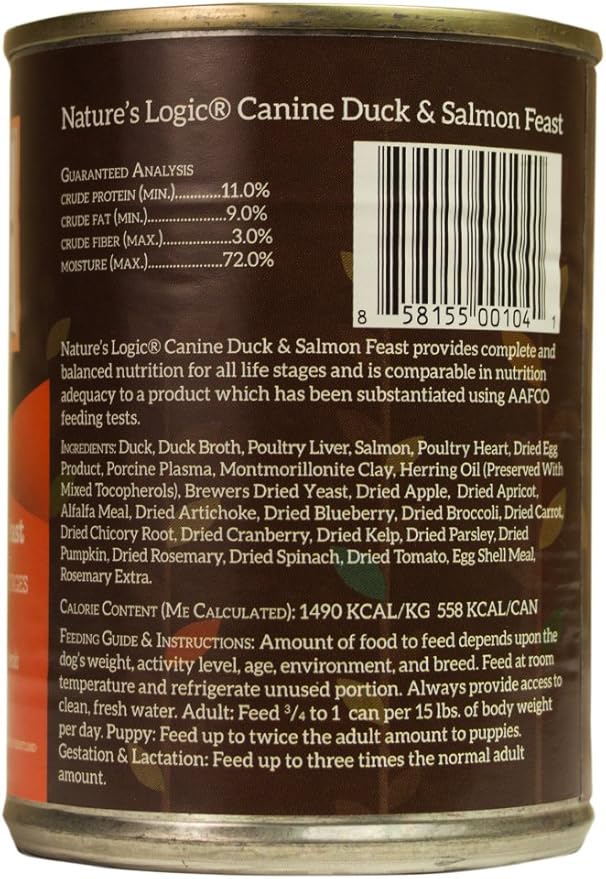 Nature's Logic® Canine Duck & Salmon Feast
GUARANTEED ANALYSIS
CRUDE PROTEIN (MIN.)............11.0%
CRUDE FAT (MIN.)...................9.0%
CRUDE FIBER (MAX.)................3.0%
MOISTURE (MAX.)...................72.0%
8 58155 00104 1
Nature's Logic® Canine Duck & Salmon Feast provides complete and
balanced nutrition for all life stages and is comparable in nutrition
adequacy to a product which has been substantiated using AAFCO
feeding tests.
INGREDIENTS: Duck, Duck Broth, Poultry Liver, Salmon, Poultry Heart, Dried Egg
Product, Porcine Plasma, Montmorillonite Clay, Herring Oil (Preserved With
Mixed Tocopherols), Brewers Dried Yeast, Dried Apple, Dried Apricot,
Alfalfa Meal, Dried Artichoke, Dried Blueberry, Dried Broccoli, Dried Carrot,
Dried Chicory Root, Dried Cranberry, Dried Kelp, Dried Parsley, Dried
Pumpkin, Dried Rosemary, Dried Spinach, Dried Tomato, Egg Shell Meal,
Rosemary Extra.
CALORIE CONTENT (ME CALCULATED): 1490 KCAL/KG 558 KCAL/CAN
FEEDING GUIDE & INSTRUCTIONS: Amount of food to feed depends upon the
dog's weight, activity level, age, environment, and breed. Feed at room
temperature and refrigerate unused portion. Always provide access to
clean, fresh water. Adult: Feed 3/4 to 1 can per 15 lbs. of body weight
per day. Puppy: Feed up to twice the adult amount to puppies.
Gestation & Lactation: Feed up to three times the normal adult
amount.